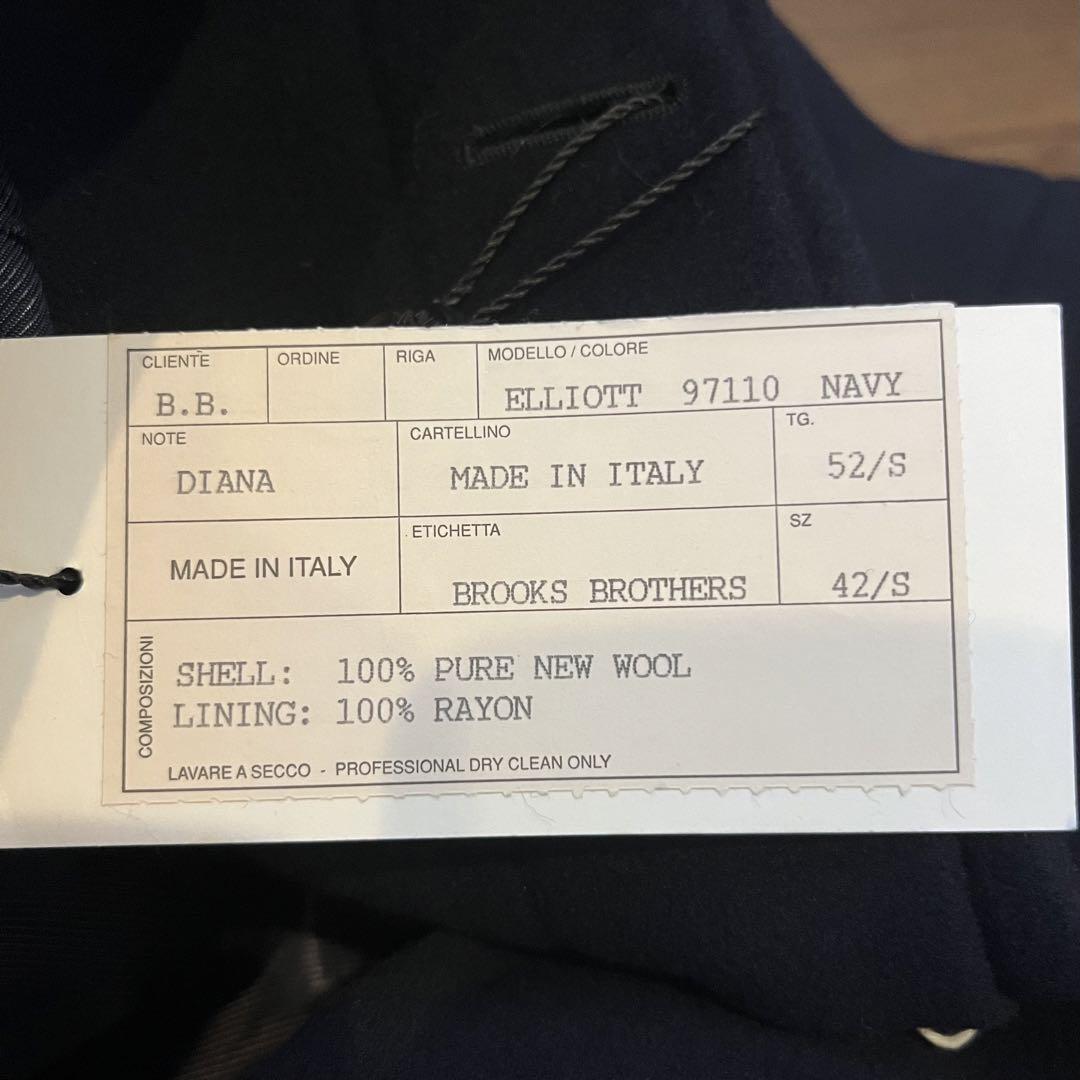 CLIENTE ORDINE RIGA MODELLO / COLORE
B.B. ELLIOTT 97110 NAVY
NOTE CARTELLINO TG.
DIANA MADE IN ITALY 52/S
ETICHETTA SZ
MADE IN ITALY BROOKS BROTHERS 42/S
COMPOSIZIONI
SHELL: 100% PURE NEW WOOL
LINING: 100% RAYON
LAVARE A SECCO - PROFESSIONAL DRY CLEAN ONLY